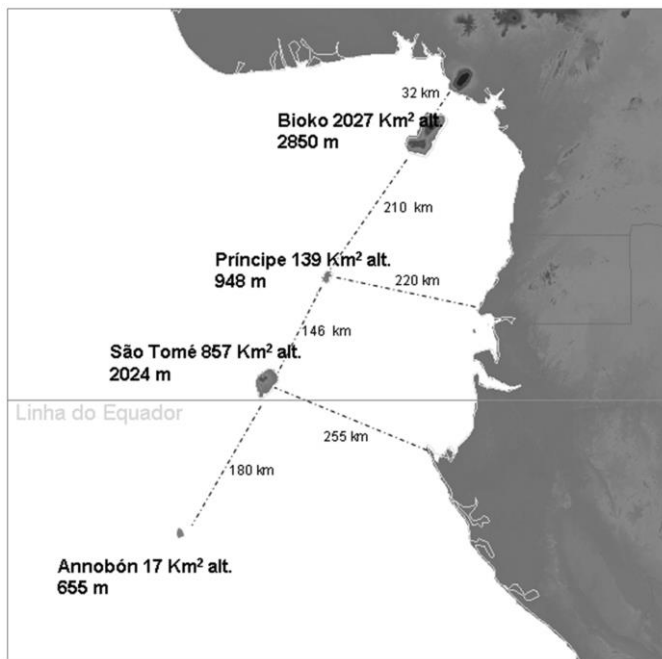 32 km
Bioko 2027 Km² alt.
2850 m
210 km
Príncipe 139 Km² alt.
948 m
220 km
146 km
São Tomé 857 Km² alt.
2024 m
Linha do Equador
255 km
180 km
Annobón 17 Km² alt.
655 m